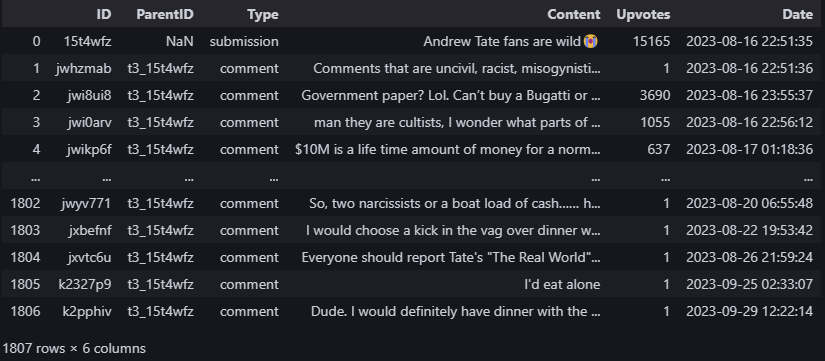 ID ParentID Type Content Upvotes Date
0 15t4wfz NaN submission Andrew Tate fans are wild😭 15165 2023-08-16 22:51:35
1 jwhzmab t3_15t4wfz comment Comments that are uncivil, racist, misogynisti... 1 2023-08-16 22:51:36
2 jwi8ui8 t3_15t4wfz comment Government paper? Lol. Can’t buy a Bugatti or ... 3690 2023-08-16 23:55:37
3 jwi0arv t3_15t4wfz comment man they are cultists, I wonder what parts of ... 1055 2023-08-16 22:56:12
4 jwikp6f t3_15t4wfz comment $10M is a life time amount of money for a norm... 637 2023-08-17 01:18:36
... ... ... ... ... ... ...
1802 jwyv771 t3_15t4wfz comment So, two narcissists or a boat load of cash...... h... 1 2023-08-20 06:55:48
1803 jxbefnf t3_15t4wfz comment I would choose a kick in the vag over dinner w... 1 2023-08-22 19:53:42
1804 jxvtc6u t3_15t4wfz comment Everyone should report Tate's "The Real World"... 1 2023-08-26 21:59:24
1805 k2327p9 t3_15t4wfz comment I'd eat alone 1 2023-09-25 02:33:07
1806 k2pphiv t3_15t4wfz comment Dude. I would definitely have dinner with the ... 1 2023-09-29 12:22:14
1807 rows × 6 columns